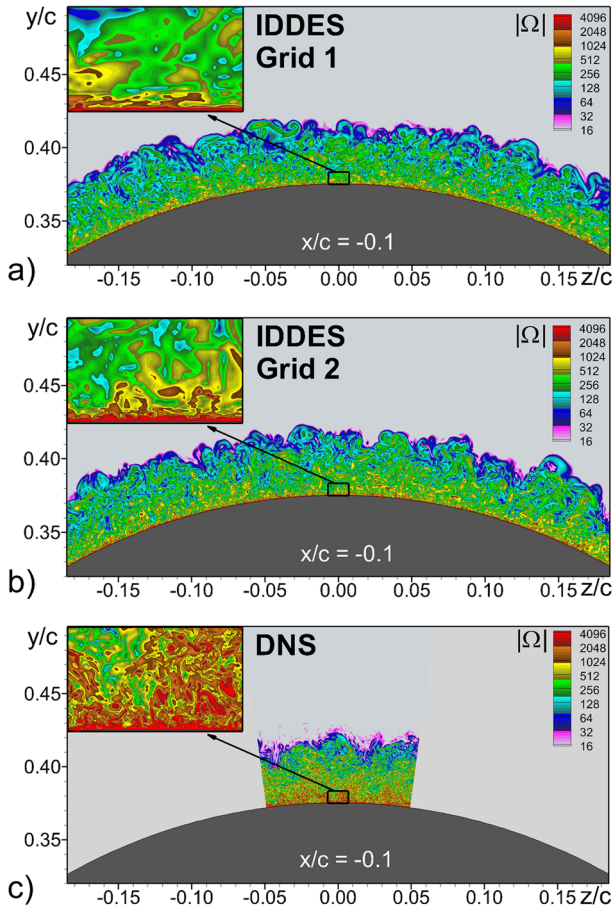 y/c
IDDES
Grid 1
|Ω|
4096
2048
1024
512
256
128
64
32
16
0.45
0.40
0.35
x/c = -0.1
a)
-0.15
-0.10
-0.05
0.00
0.05
0.10
0.15
z/c
y/c
IDDES
Grid 2
|Ω|
4096
2048
1024
512
256
128
64
32
16
0.45
0.40
0.35
x/c = -0.1
b)
-0.15
-0.10
-0.05
0.00
0.05
0.10
0.15
z/c
y/c
DNS
|Ω|
4096
2048
1024
512
256
128
64
32
16
0.45
0.40
0.35
x/c = -0.1
c)
-0.15
-0.10
-0.05
0.00
0.05
0.10
0.15
z/c